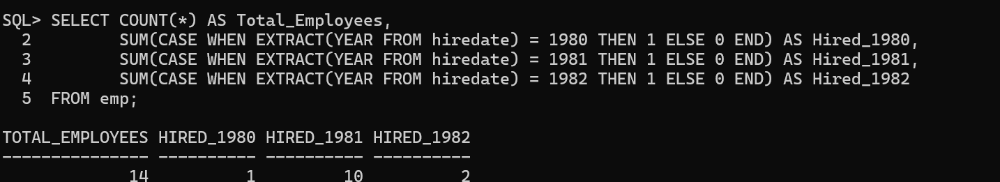 SQL> SELECT COUNT(*) AS Total_Employees,
  2         SUM(CASE WHEN EXTRACT(YEAR FROM hiredate) = 1980 THEN 1 ELSE 0 END) AS Hired_1980,
  3         SUM(CASE WHEN EXTRACT(YEAR FROM hiredate) = 1981 THEN 1 ELSE 0 END) AS Hired_1981,
  4         SUM(CASE WHEN EXTRACT(YEAR FROM hiredate) = 1982 THEN 1 ELSE 0 END) AS Hired_1982
  5  FROM emp;
TOTAL_EMPLOYEES HIRED_1980 HIRED_1981 HIRED_1982
--------------- ---------- ---------- ----------
             14          1         10          2